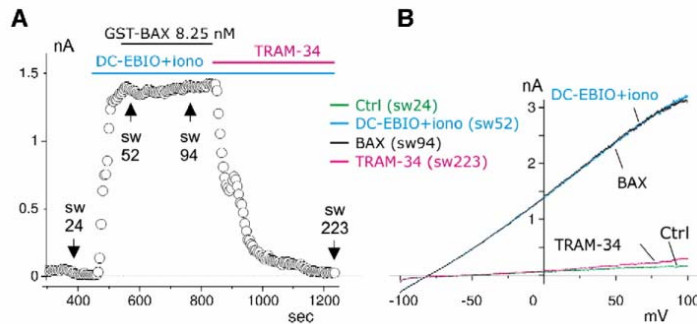 A
GST-BAX 8.25 nM
nA
TRAM-34
DC-EBIO+iono
1.5
1
0.5
0
sw
52
sw
94
sw
24
sw
223
400
600
800
1000
1200
sec
Ctrl (sw24)
DC-EBIO+iono (sw52)
BAX (sw94)
TRAM-34 (sw223)
B
nA
DC-EBIO+iono
3
2
1
BAX
TRAM-34
Ctrl
-100
-50
0
50
100
mV